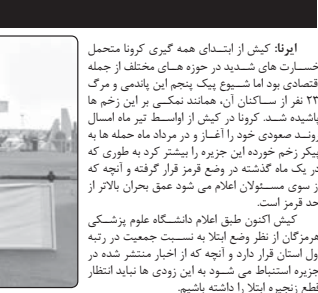 ایرنا: کیش از ابتـدای همه گیری کرونا متحمل
خسـارت های شـدید در حوزه هـای مختلف از جمله
اقتصادی بود اما شـیوع پیک پنجم این پاندمی و مرگ
۲۳ نفر از سـاکنان آن، همانند نمکـی بر این زخم ها
پاشیده شـد. کرونا در کیش از اواسـط تیر ماه امسال
رونـد صعودی خود را آغـاز و در مرداد ماه حمله ها به
پیکر زخم خورده این جزیره را بیشتر کرد به طوری که
در یک ماه گذشته در وضع قرمز قرار گرفته و آنچه که
از سوی مسـئولان اعلام می شود عمق بحران بالاتر از
حد قرمز است.
کیش اکنون طبق اعلام دانشـگاه علوم پزشـکی
هرمزگان از نظر وضع ابتلا به نسـبت جمعیت در رتبه
اول استان قرار دارد و آنچه که از اخبار منتشر شده در
جزیره استنباط می شـود به این زودی ها نباید انتظار
قطع زنجیره ابتلا را داشته باشیم.